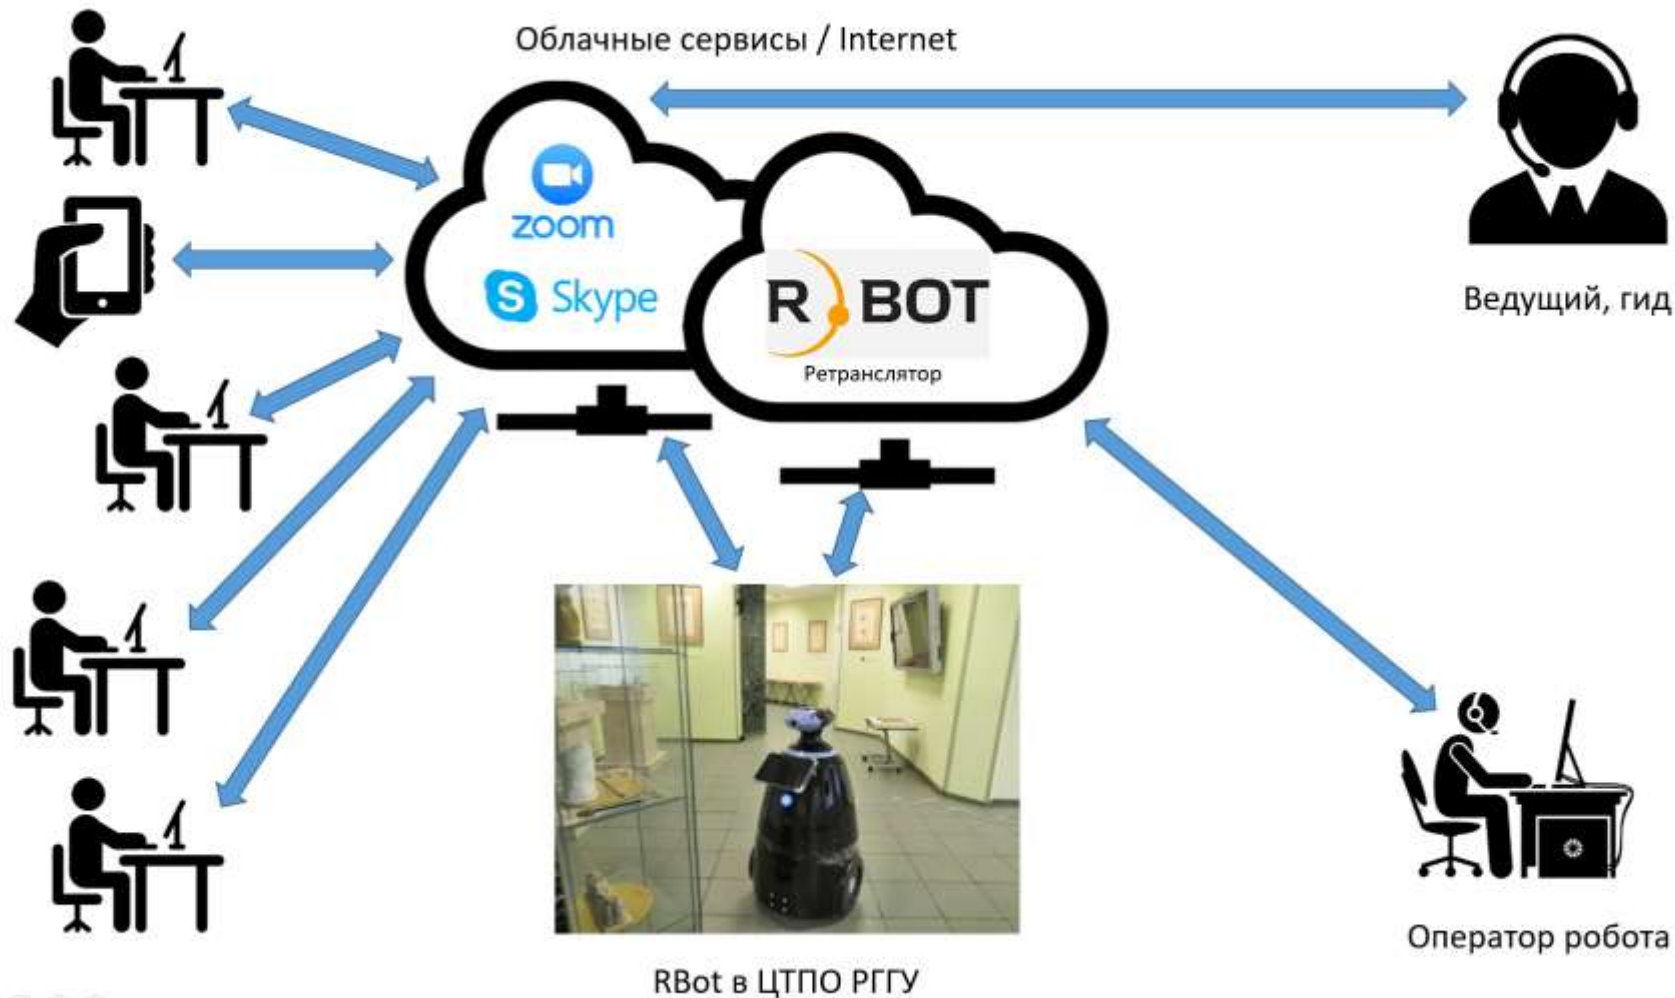 Облачные сервисы / Internet
zoom
S Skype
R BOT
Ретранслятор
Ведущий, гид
Оператор робота
RBot в ЦТПО РГГУ